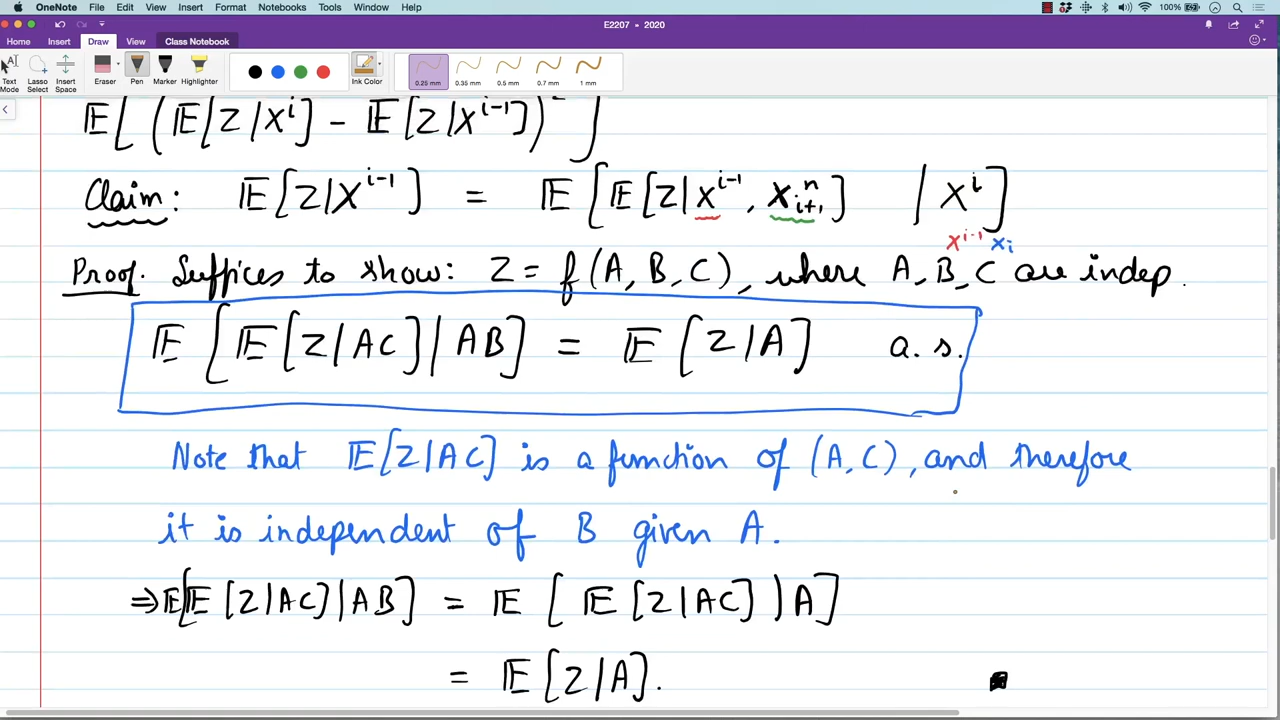 OneNote File Edit View Insert Format Notebooks Tools Window Help 100%
E2207 – 2020
Home Insert Draw View Class Notebook
Text Mode Lasso Select Insert Space Eraser Pen Marker Highlighter Ink Color 0.25 mm 0.35 mm 0.5 mm 0.7 mm 1 mm
𝔼[(𝔼[Z|X^i] - 𝔼[Z|X^{i-1}])^2]
Claim: 𝔼[Z|X^{i-1}] = 𝔼[𝔼[Z|X^{i-1}, X_{i+1}^n] | X^i]
X^{i-1} X_i
Proof. Suffices to show: Z = f(A, B, C), where A, B, C are indep.
𝔼[𝔼[Z|AC]|AB] = 𝔼[Z|A] a.s.
Note that 𝔼[Z|AC] is a function of (A, C), and therefore
it is independent of B given A.
⇒ 𝔼[𝔼[Z|AC]|AB] = 𝔼[𝔼[Z|AC]|A]
= 𝔼[Z|A].